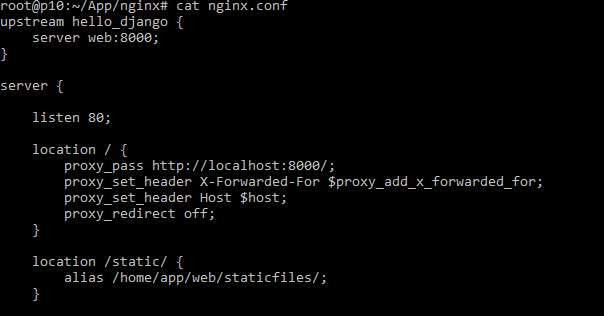 root@p10:~/App/nginx# cat nginx.conf
upstream hello_django {
    server web:8000;
}

server {

    listen 80;

    location / {
        proxy_pass http://localhost:8000/;
        proxy_set_header X-Forwarded-For $proxy_add_x_forwarded_for;
        proxy_set_header Host $host;
        proxy_redirect off;
    }

    location /static/ {
        alias /home/app/web/staticfiles/;
    }